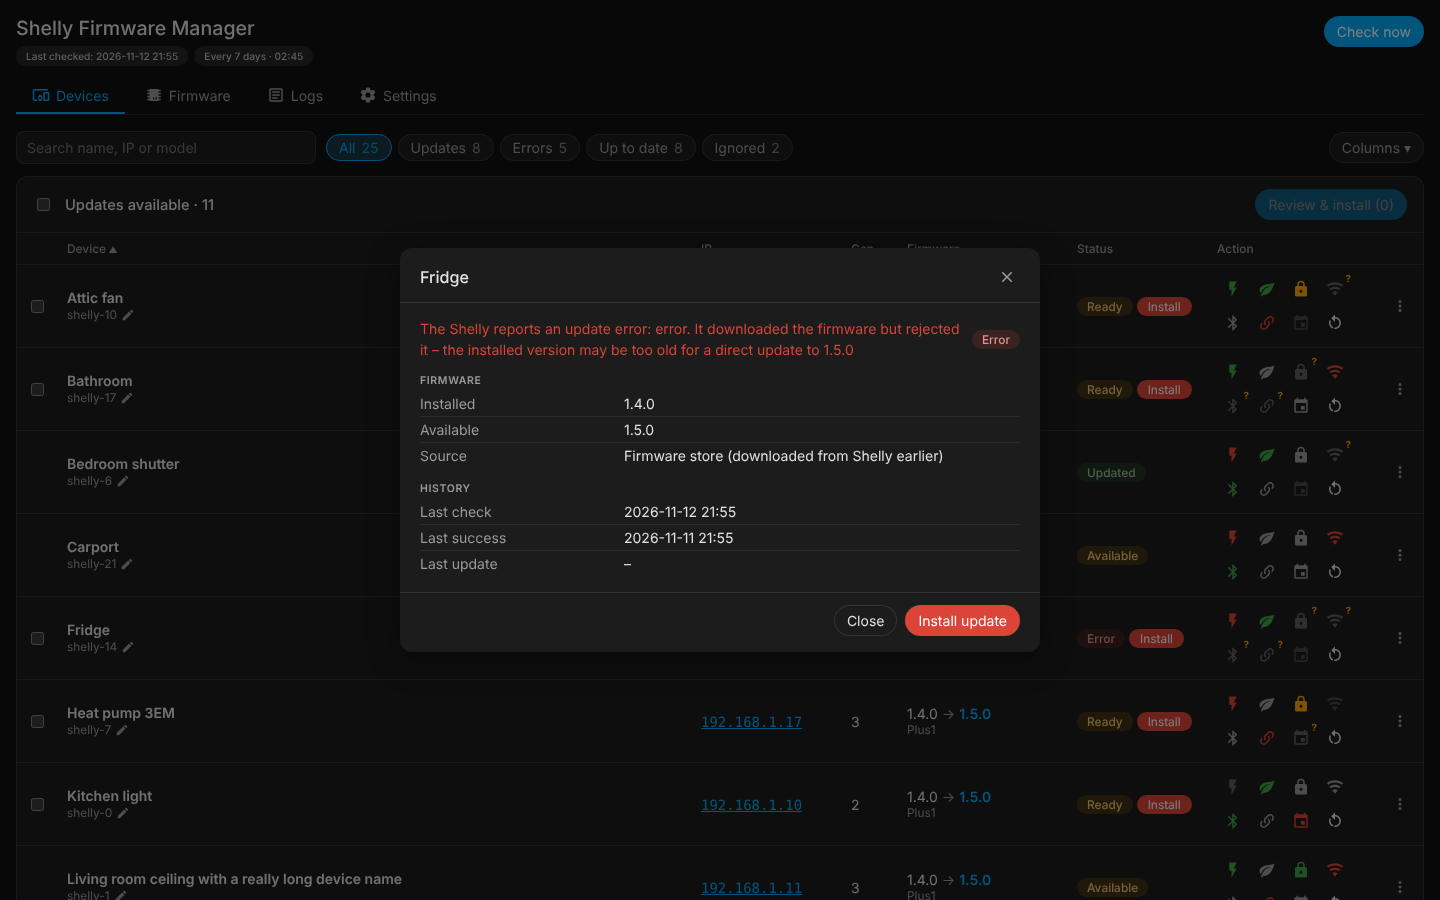 Shelly Firmware Manager
Check now
Last checked: 2026-11-12 21:55
Every 7 days · 02:45
Devices
Firmware
Logs
Settings
Search name, IP or model
All 25
Updates 8
Errors 5
Up to date 8
Ignored 2
Columns ▾
Updates available · 11
Review & install (0)
Device ▲
Status
Action
Attic fan
shelly-10
Ready
Install
?
Bathroom
shelly-17
Ready
Install
?
? ?
Bedroom shutter
shelly-6
Updated
?
Carport
shelly-21
Available
Fridge
shelly-14
Error
Install
? ?
? ?
Fridge
The Shelly reports an update error: error. It downloaded the firmware but rejected
it – the installed version may be too old for a direct update to 1.5.0
Error
FIRMWARE
Installed 1.4.0
Available 1.5.0
Source Firmware store (downloaded from Shelly earlier)
HISTORY
Last check 2026-11-12 21:55
Last success 2026-11-11 21:55
Last update –
Close
Install update
Heat pump 3EM
shelly-7
192.168.1.17
3
1.4.0 → 1.5.0
Plus1
Ready
Install
?
Kitchen light
shelly-0
192.168.1.10
2
1.4.0 → 1.5.0
Plus1
Ready
Install
Living room ceiling with a really long device name
shelly-1
192.168.1.11
3
1.4.0 → 1.5.0
Plus1
Available